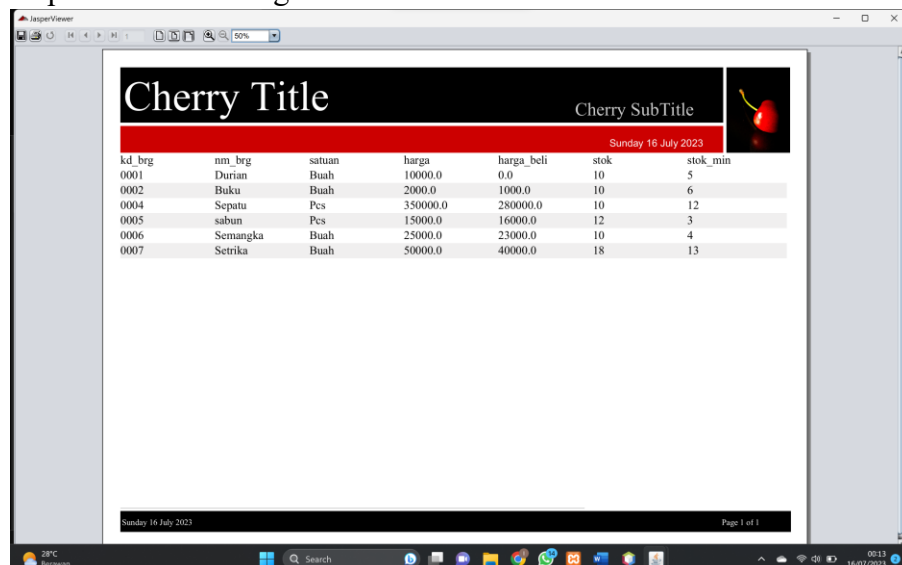 JasperViewer
50%
Cherry Title
Cherry SubTitle
Sunday 16 July 2023
kd_brg nm_brg satuan harga harga_beli stok stok_min
0001 Durian Buah 10000.0 0.0 10 5
0002 Buku Buah 2000.0 1000.0 10 6
0004 Sepatu Pcs 350000.0 280000.0 10 12
0005 sabun Pcs 15000.0 16000.0 12 3
0006 Semangka Buah 25000.0 23000.0 10 4
0007 Setrika Buah 50000.0 40000.0 18 13
Sunday 16 July 2023 Page 1 of 1
28°C
Berawan
Search
00:13
16/07/2023